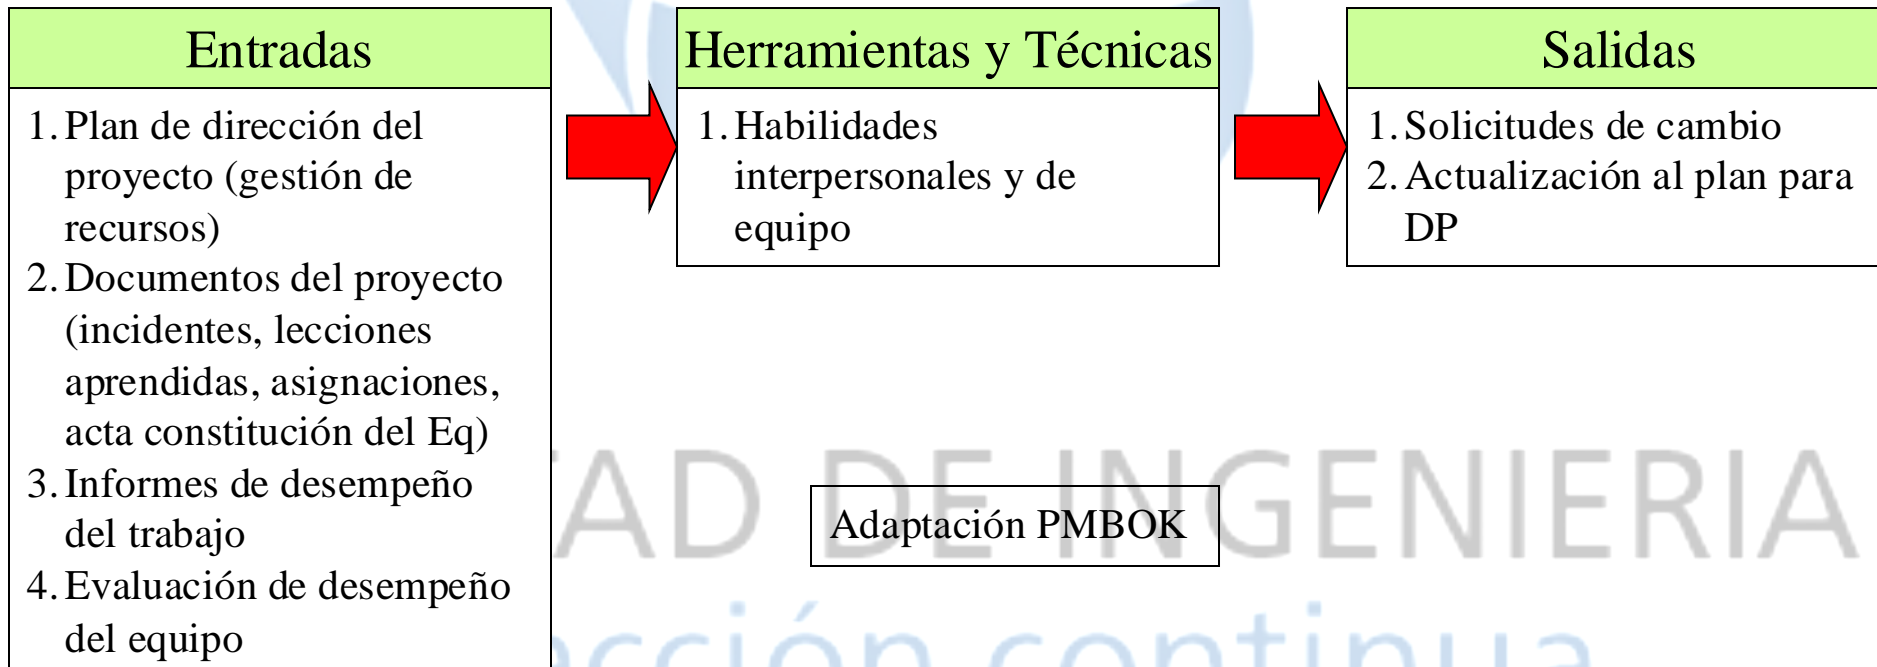 Entradas
1. Plan de dirección del
proyecto (gestión de
recursos)
2. Documentos del proyecto
(incidentes, lecciones
aprendidas, asignaciones,
acta constitución del Eq)
3. Informes de desempeño
del trabajo
4. Evaluación de desempeño
del equipo
Herramientas y Técnicas
1. Habilidades
interpersonales y de
equipo
Salidas
1. Solicitudes de cambio
2. Actualización al plan para
DP
Adaptación PMBOK
DE INGENIERIA
continua